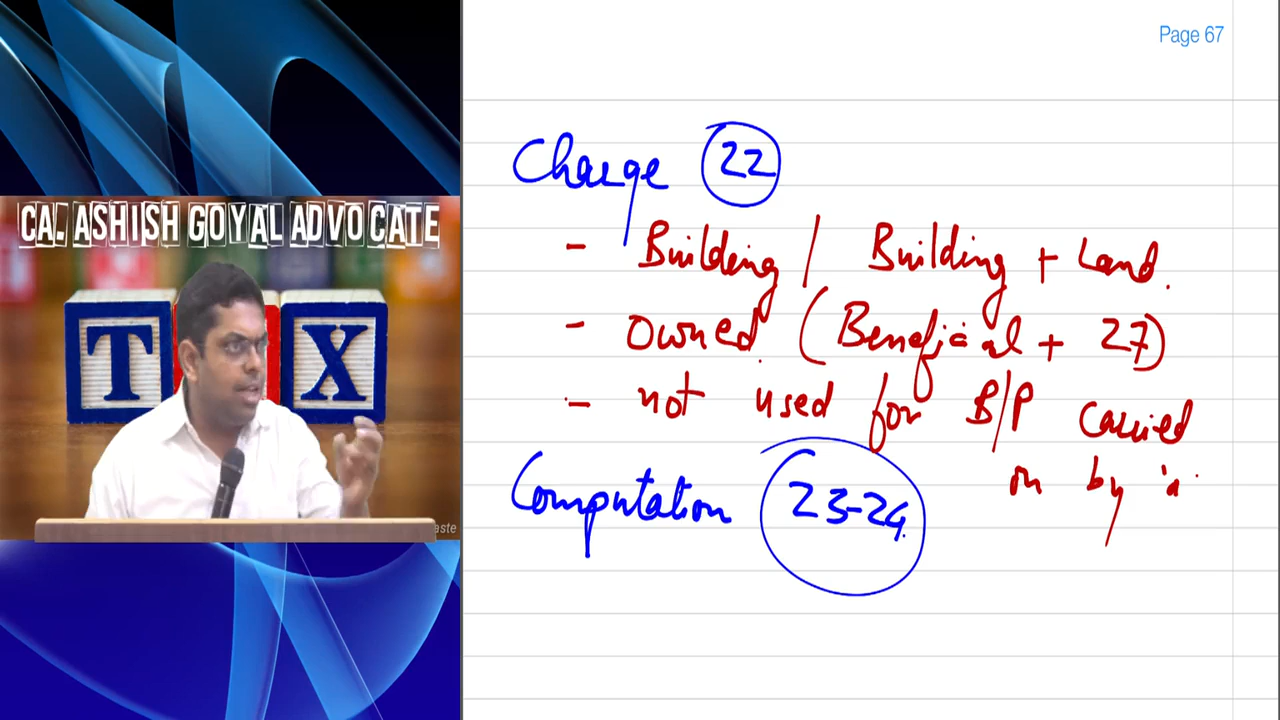 Page 67
CA. ASHISH GOYAL ADVOCATE
T X
aste
Charge 22
- Building / Building + Land.
- owned (Beneficial + 27)
- not used for B/P carried
on by 'a'
Computation 23-24